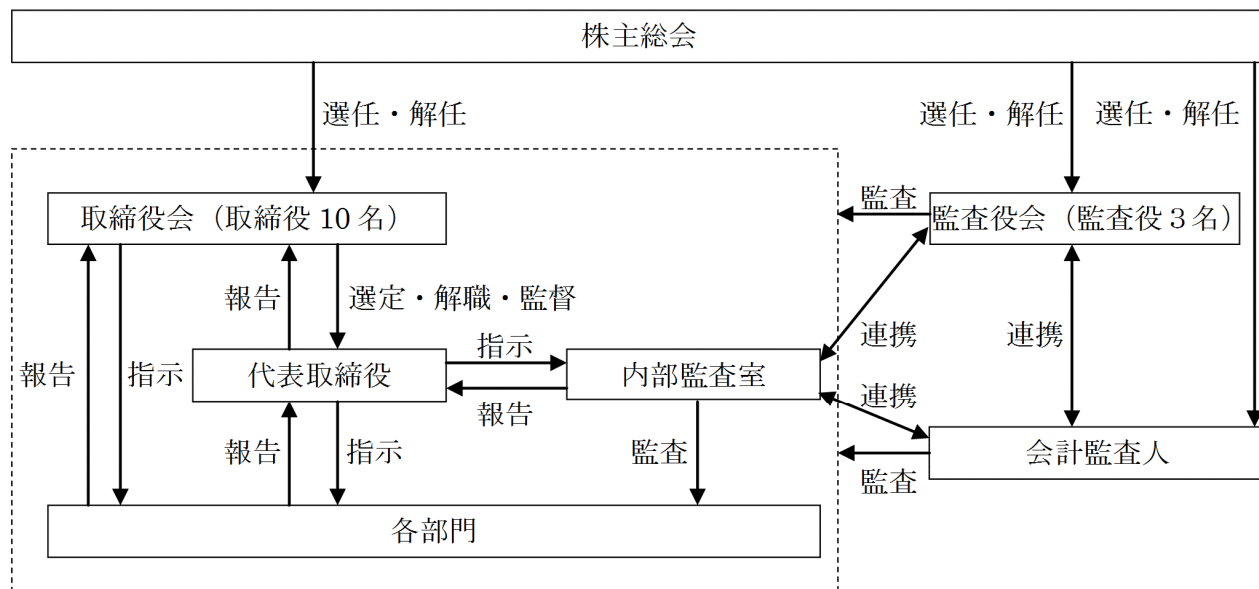 株主総会
選任・解任
選任・解任
選任・解任
取締役会（取締役 10 名）
監査
監査役会（監査役 3 名）
報告
選定・解職・監督
報告
指示
指示
連携
連携
代表取締役
内部監査室
報告
連携
報告
指示
監査
監査
会計監査人
各部門